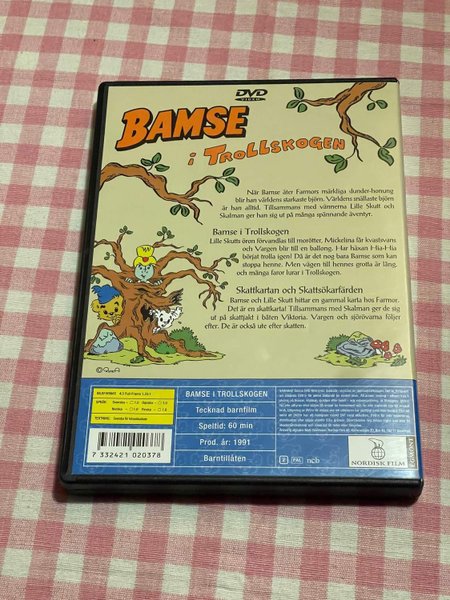 DVD
VIDEO
BAMSE
i TROLLSKOGEN
När Bamse äter Farmors märkliga dunder-honung
blir han världens starkaste björn. Världens snällaste björn
är han alltid. Tillsammans med vännerna Lille Skutt och
Skalman ger han sig ut på många spännande äventyr.
Bamse i Trollskogen
Lille Skutts öron förvandlas till morötter. Mickelina får kvastsvans
och Vargen blir till en ballong. Har häxan Hia-Hia
börjat trolla igen? Då är det nog bara Bamse som kan
stoppa henne. Men vägen till hennes grotta är lång,
och många faror lurar i Trollskogen.
Skattkartan och Skattsökarfärden
Bamse och Lille Skutt hittar en gammal karta hos Farmor.
Det är en skattkarta! Tillsammans med Skalman ger de sig
ut på skattjakt i båten Viktoria. Vargen och sjörövarna följer
efter. De är också ute efter skatten.
BAMSE i TROLLSKOGEN
Tecknad barnfilm
Speltid: 60 min
Prod. år: 1991
Barntillåten
7 332421 020378
2 PAL ncb
NORDISK FILM